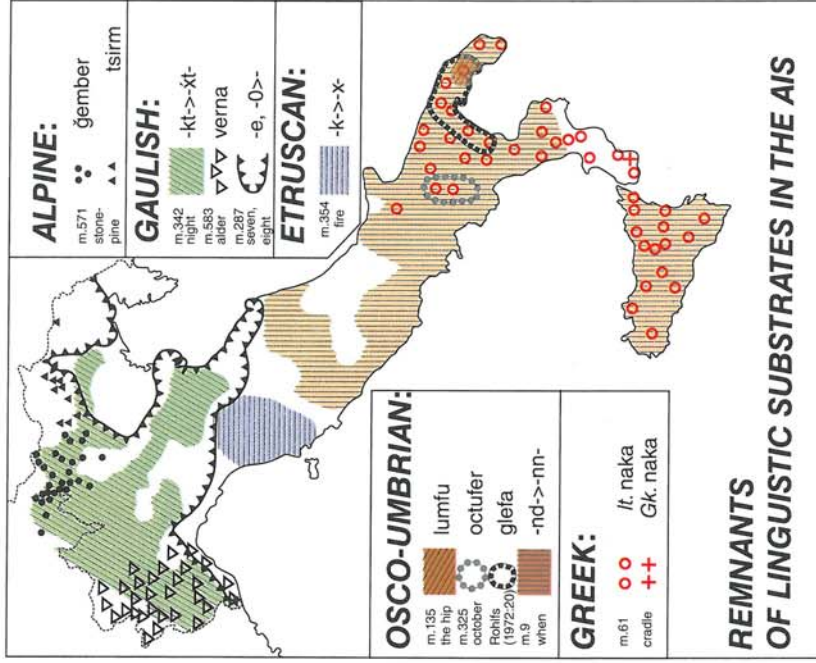 ALPINE:
m.571 ğember
stone-
pine tsirm
GAULISH:
m.342 -kt->-x́t-
night
m.583 verna
alder
m.287 -e, -0>-
seven,
eight
ETRUSCAN:
m.354 -k->-x-
fire
OSCO-UMBRIAN:
m.135 lumfu
the hip
m.325 octufer
october
Rohlfs glefa
(1972:20)
m.9 -nd->-nn-
when
GREEK:
m.61 It. naka
cradle Gk. naka
REMNANTS
OF LINGUISTIC SUBSTRATES IN THE AIS